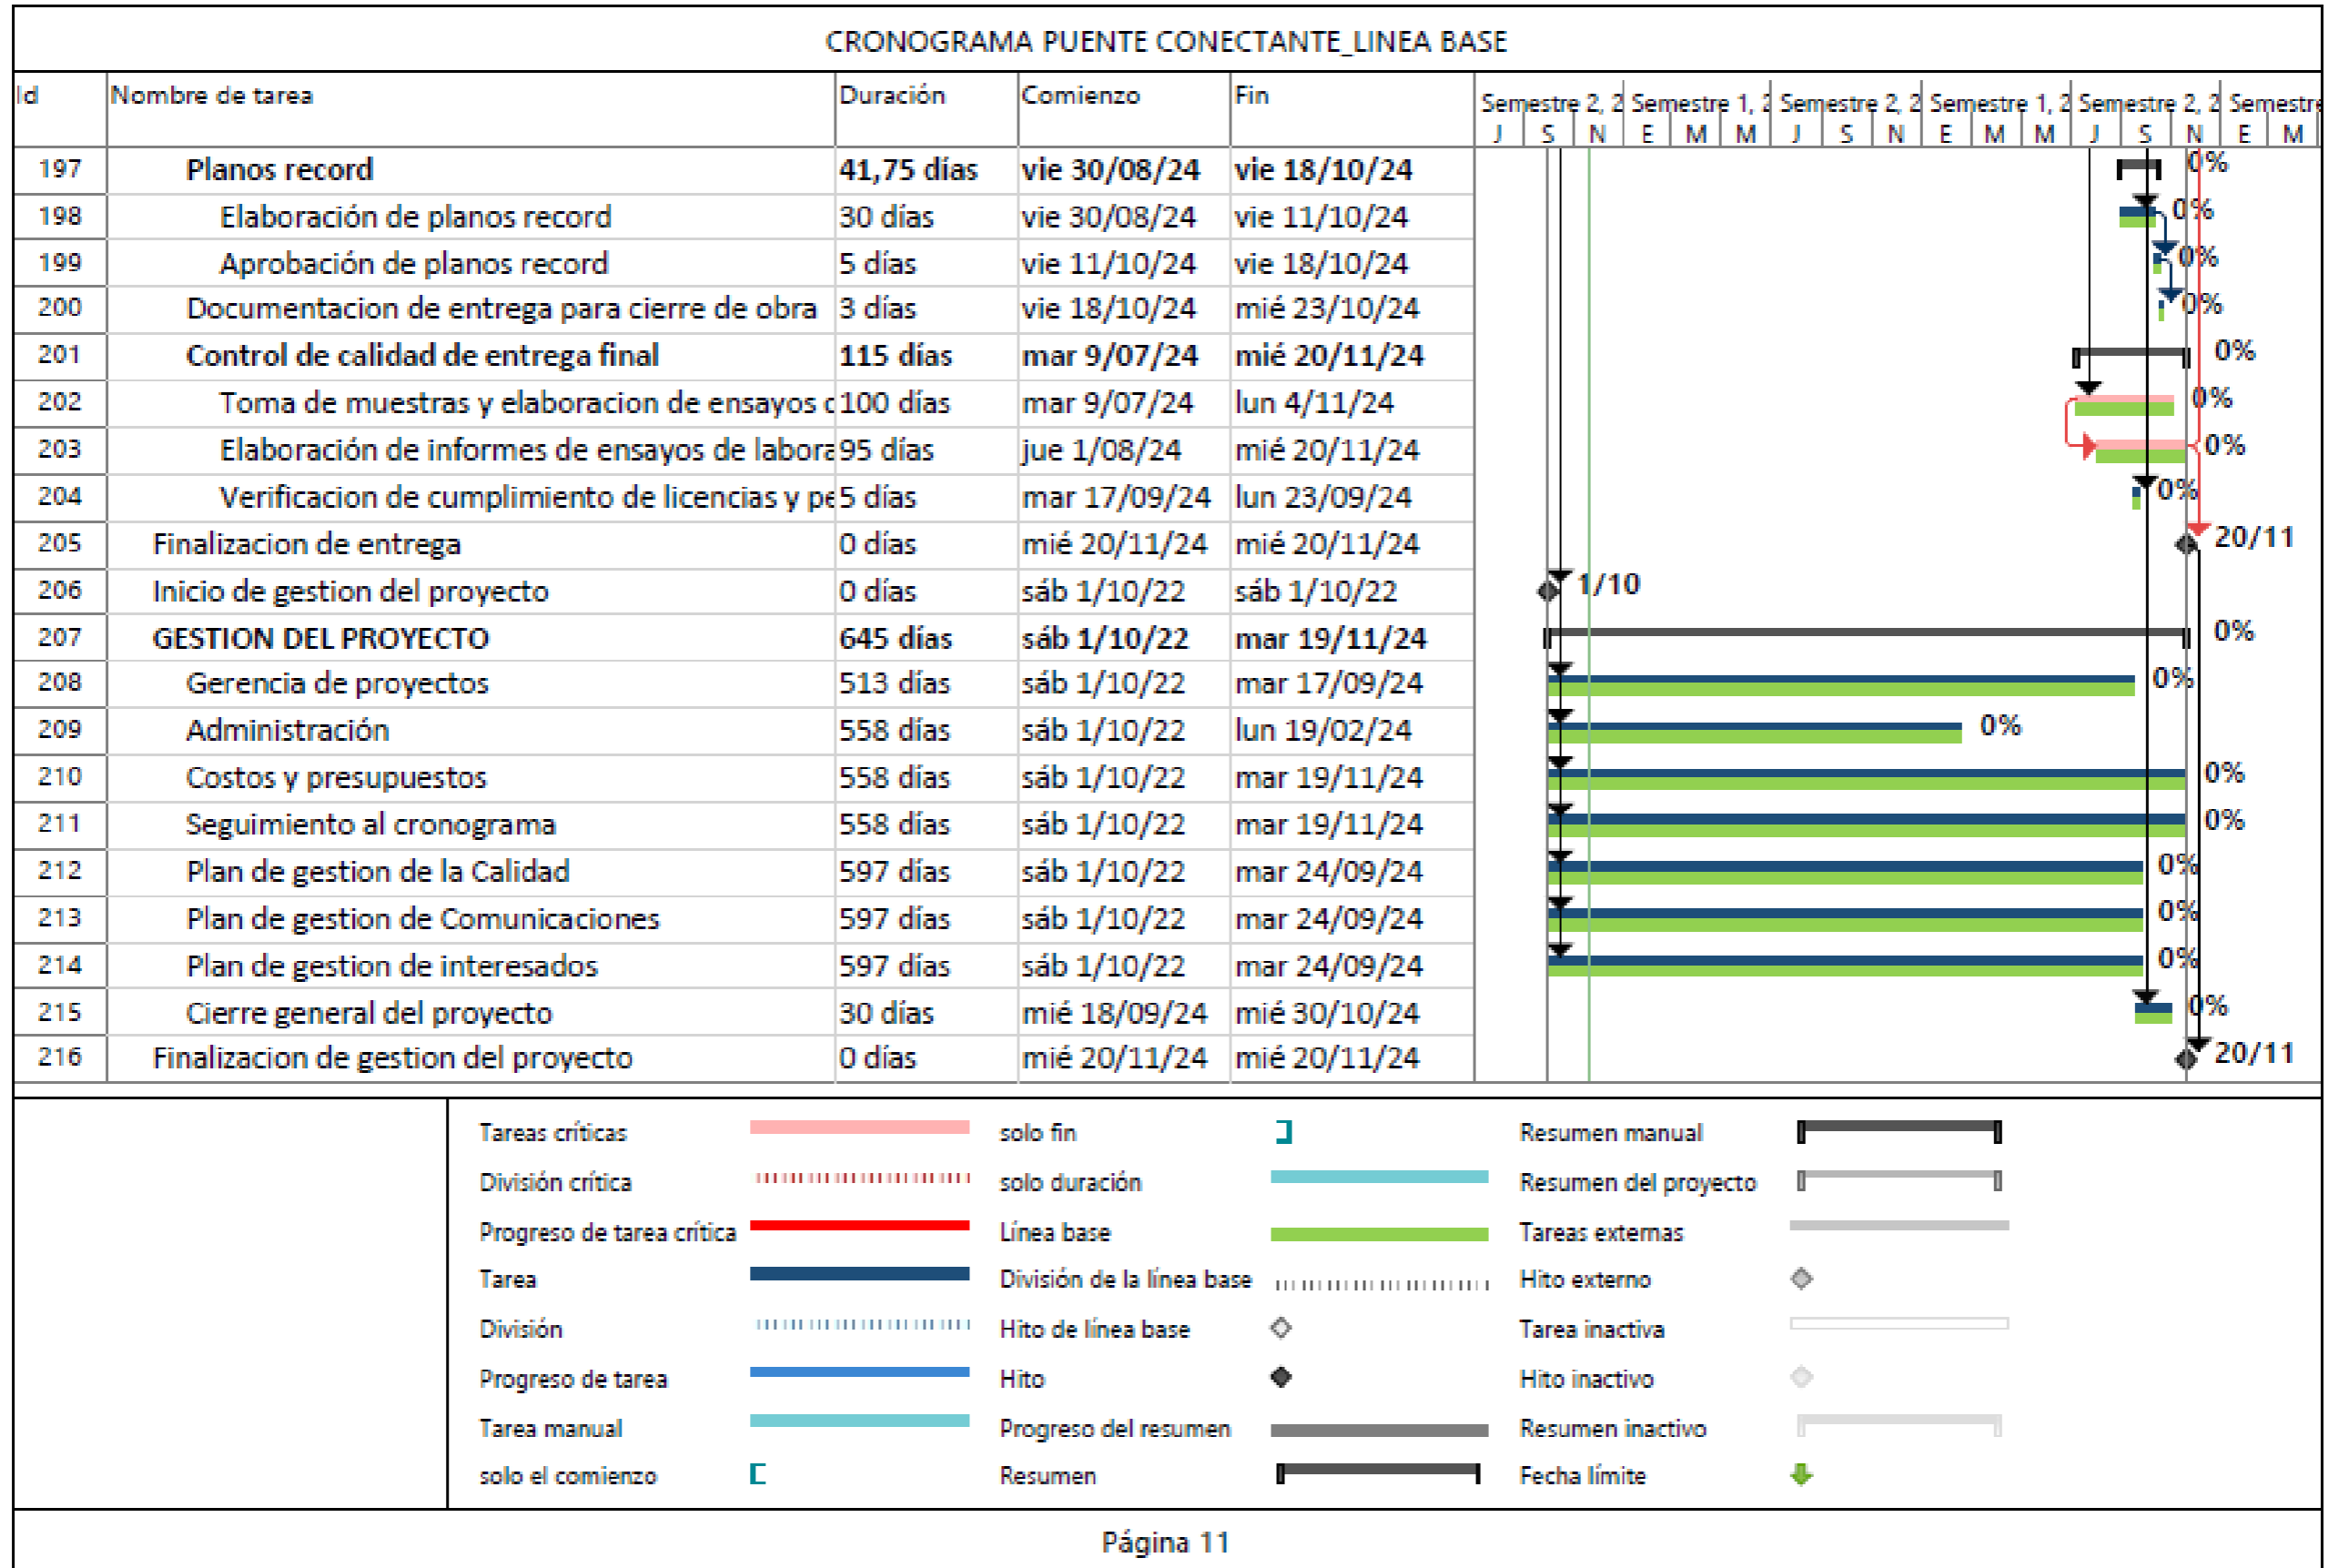 CRONOGRAMA PUENTE CONECTANTE_LINEA BASE
Id Nombre de tarea Duración Comienzo Fin Semestre 2, 2 Semestre 1, 2 Semestre 2, 2 Semestre 1, 2 Semestre 2, 2 Semestre
J S N E M M J S N E M M J S N E M
197 Planos record 41,75 días vie 30/08/24 vie 18/10/24 0%
198 Elaboración de planos record 30 días vie 30/08/24 vie 11/10/24 0%
199 Aprobación de planos record 5 días vie 11/10/24 vie 18/10/24 0%
200 Documentacion de entrega para cierre de obra 3 días vie 18/10/24 mié 23/10/24 0%
201 Control de calidad de entrega final 115 días mar 9/07/24 mié 20/11/24 0%
202 Toma de muestras y elaboracion de ensayos 100 días mar 9/07/24 lun 4/11/24 0%
203 Elaboración de informes de ensayos de labora 95 días jue 1/08/24 mié 20/11/24 0%
204 Verificacion de cumplimiento de licencias y pe 5 días mar 17/09/24 lun 23/09/24 0%
205 Finalizacion de entrega 0 días mié 20/11/24 mié 20/11/24 20/11
206 Inicio de gestion del proyecto 0 días sáb 1/10/22 sáb 1/10/22 1/10
207 GESTION DEL PROYECTO 645 días sáb 1/10/22 mar 19/11/24 0%
208 Gerencia de proyectos 513 días sáb 1/10/22 mar 17/09/24 0%
209 Administración 558 días sáb 1/10/22 lun 19/02/24 0%
210 Costos y presupuestos 558 días sáb 1/10/22 mar 19/11/24 0%
211 Seguimiento al cronograma 558 días sáb 1/10/22 mar 19/11/24 0%
212 Plan de gestion de la Calidad 597 días sáb 1/10/22 mar 24/09/24 0%
213 Plan de gestion de Comunicaciones 597 días sáb 1/10/22 mar 24/09/24 0%
214 Plan de gestion de interesados 597 días sáb 1/10/22 mar 24/09/24 0%
215 Cierre general del proyecto 30 días mié 18/09/24 mié 30/10/24 0%
216 Finalizacion de gestion del proyecto 0 días mié 20/11/24 mié 20/11/24 20/11
Tareas críticas solo fin Resumen manual
División crítica solo duración Resumen del proyecto
Progreso de tarea crítica Línea base Tareas externas
Tarea División de la línea base Hito externo
División Hito de línea base Tarea inactiva
Progreso de tarea Hito Hito inactivo
Tarea manual Progreso del resumen Resumen inactivo
solo el comienzo Resumen Fecha límite
Página 11